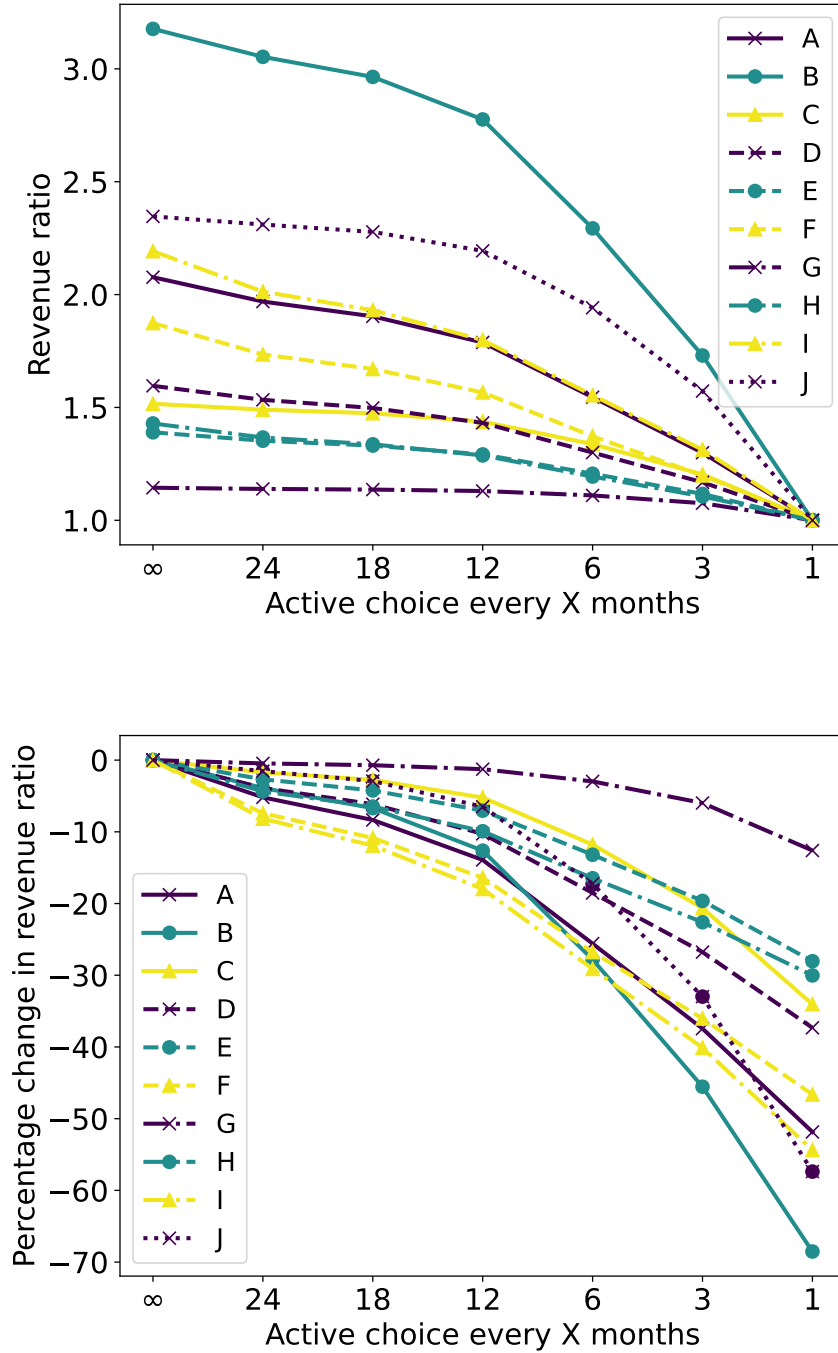 3.0
2.5
2.0
1.5
1.0
Revenue ratio
A
B
C
D
E
F
G
H
I
J
∞ 24 18 12 6 3 1
Active choice every X months
0
−10
−20
−30
−40
−50
−60
−70
Percentage change in revenue ratio
A
B
C
D
E
F
G
H
I
J
∞ 24 18 12 6 3 1
Active choice every X months